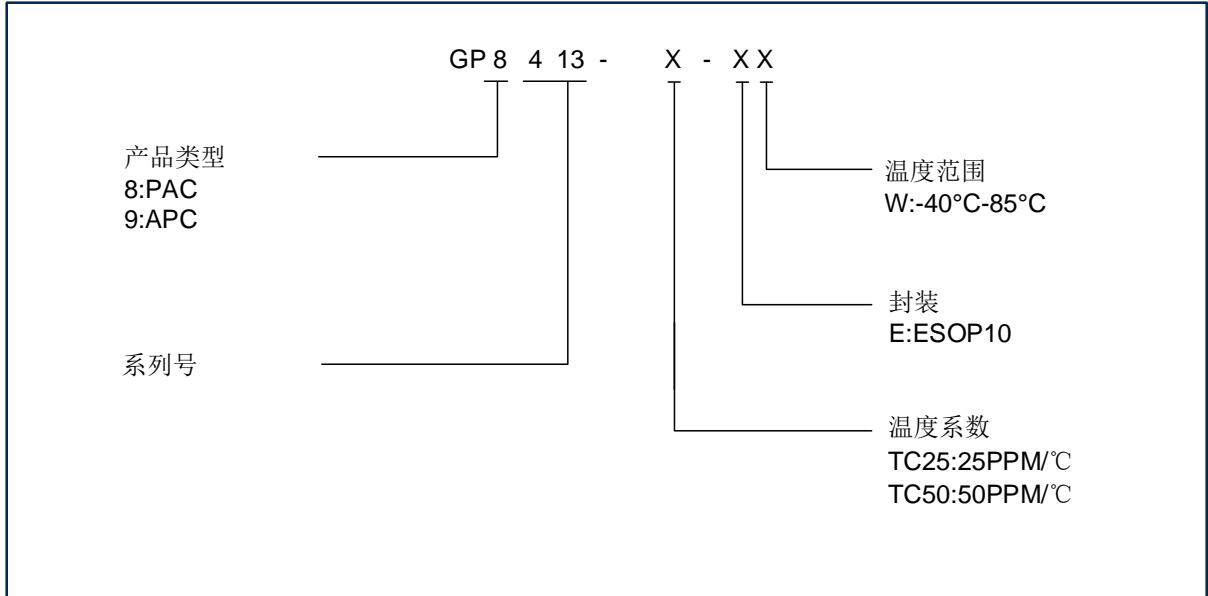 GP 8 4 13 - X - X X
产品类型
8:PAC
9:APC
温度范围
W:-40°C-85°C
封装
E:ESOP10
系列号
温度系数
TC25:25PPM/℃
TC50:50PPM/℃